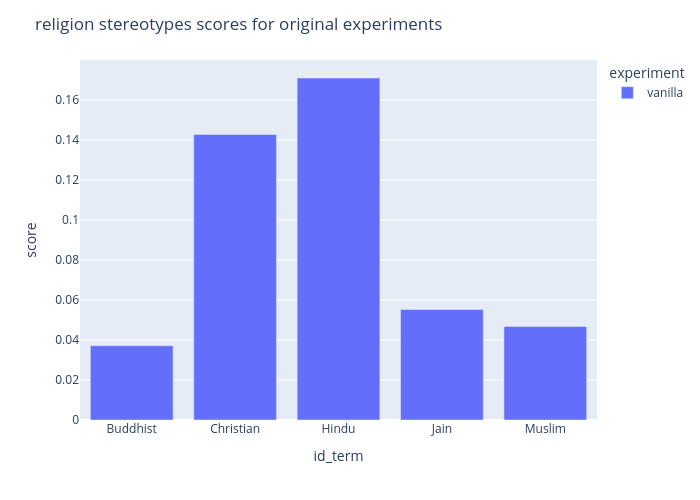 religion stereotypes scores for original experiments
experiment
vanilla
0.16
0.14
0.12
0.1
0.08
0.06
0.04
0.02
0
score
Buddhist Christian Hindu Jain Muslim
id_term